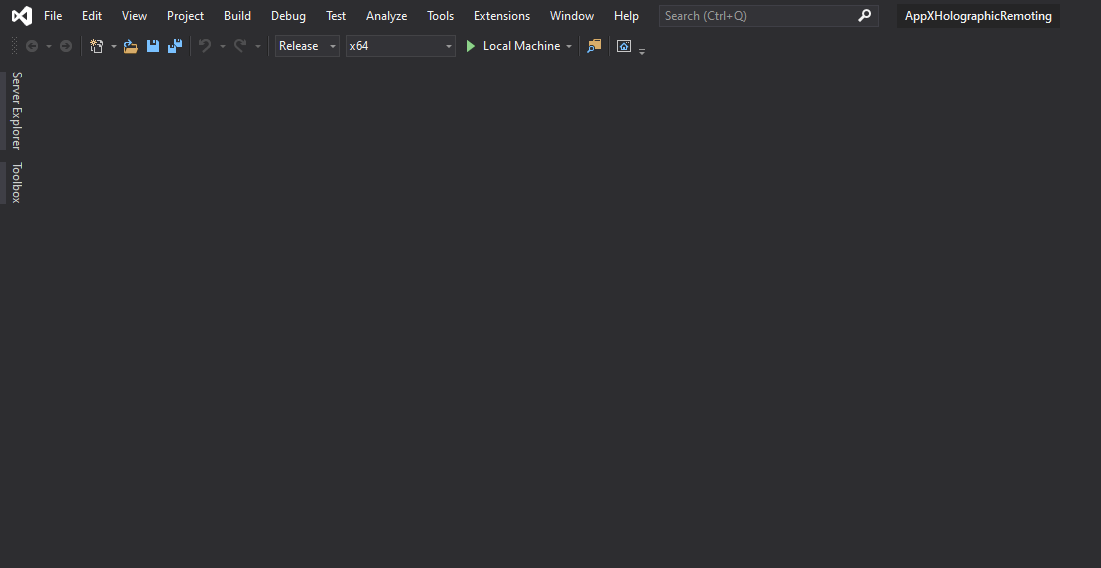 File Edit View Project Build Debug Test Analyze Tools Extensions Window Help Search (Ctrl+Q) AppXHolographicRemoting
Release x64 Local Machine
Server Explorer
Toolbox